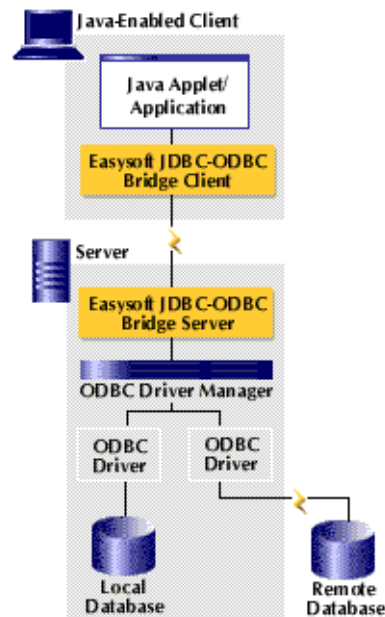 Java-Enabled Client
Java Applet/
Application
Easysoft JDBC-ODBC
Bridge Client
Server
Easysoft JDBC-ODBC
Bridge Server
ODBC Driver Manager
ODBC
Driver
ODBC
Driver
Local
Database
Remote
Database